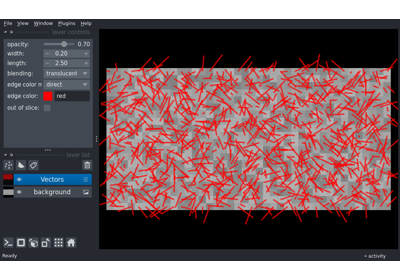 File View Window Plugins Help
layer controls
opacity: 0.70
width: 0.20
length: 2.50
blending: translucent
edge color m direct
edge color: red
out of slice:
layer list
Vectors
background
Ready
activity